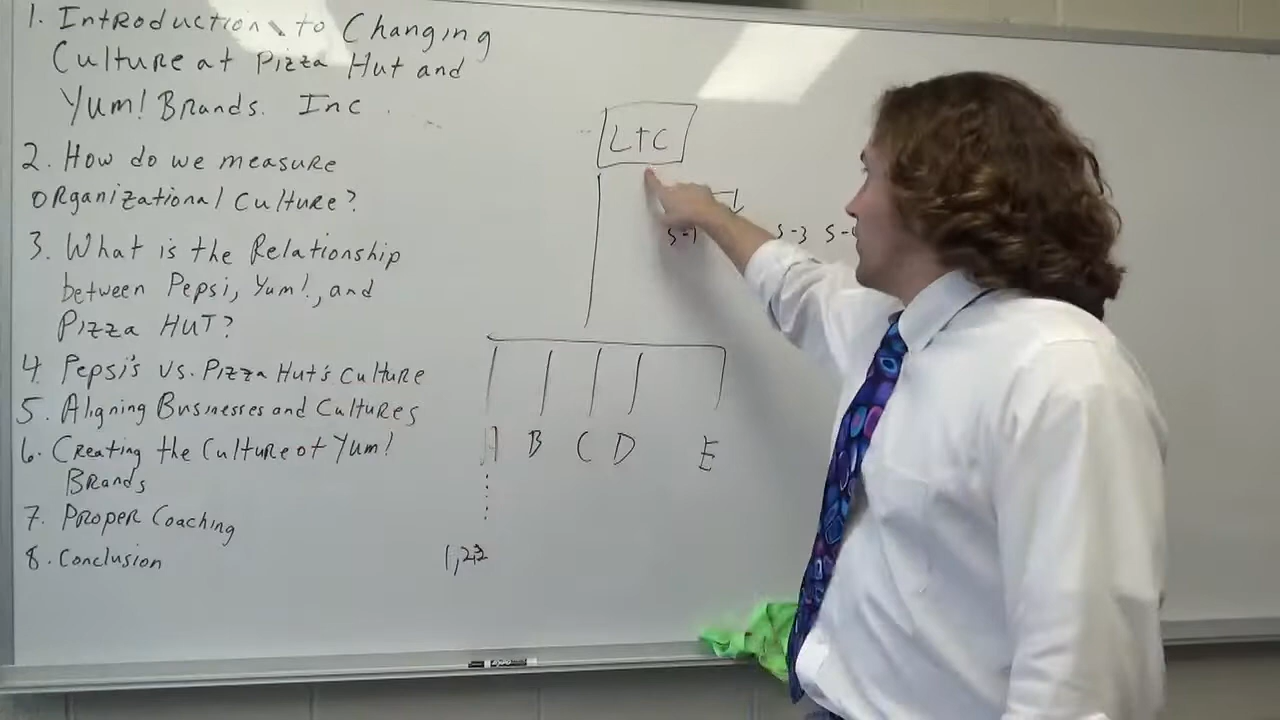 1. Introduction to Changing
Culture at Pizza Hut and
Yum! Brands. Inc.
2. How do we measure
organizational culture?
3. What is the Relationship
between Pepsi, Yum!, and
Pizza HUT?
4. Pepsi's vs. Pizza Hut's Culture
5. Aligning Businesses and Cultures
6. Creating the Culture of Yum!
Brands
7. Proper Coaching
8. Conclusion
LTC
S-1 S-3
A B C D E